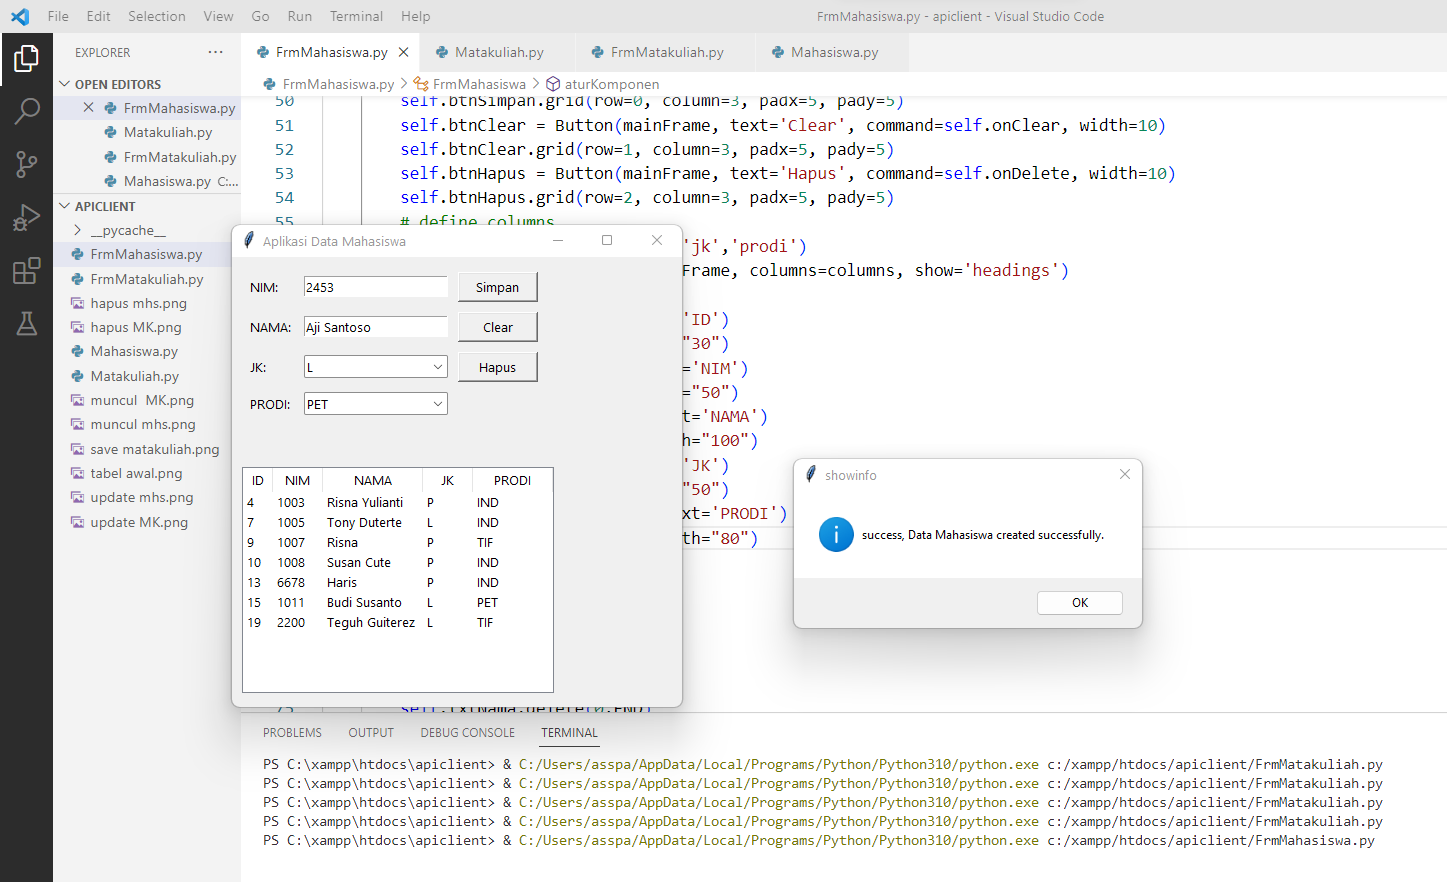 File Edit Selection View Go Run Terminal Help
FrmMahasiswa.py - apiclient - Visual Studio Code
EXPLORER ···
OPEN EDITORS
FrmMahasiswa.py
Matakuliah.py
FrmMatakuliah.py
Mahasiswa.py C:...
APICLIENT
__pycache__
FrmMahasiswa.py
FrmMatakuliah.py
hapus mhs.png
hapus MK.png
Mahasiswa.py
Matakuliah.py
muncul  MK.png
muncul mhs.png
save matakuliah.png
tabel awal.png
update mhs.png
update MK.png
FrmMahasiswa.py Matakuliah.py FrmMatakuliah.py Mahasiswa.py
FrmMahasiswa.py > FrmMahasiswa > aturKomponen
50 self.btnSimpan.grid(row=0, column=3, padx=5, pady=5)
51 self.btnClear = Button(mainFrame, text='Clear', command=self.onClear, width=10)
52 self.btnClear.grid(row=1, column=3, padx=5, pady=5)
53 self.btnHapus = Button(mainFrame, text='Hapus', command=self.onDelete, width=10)
54 self.btnHapus.grid(row=2, column=3, padx=5, pady=5)
55 # define columns
'jk','prodi')
Frame, columns=columns, show='headings')
'ID')
"30")
='NIM')
="50")
t='NAMA')
h="100")
'JK')
"50")
xt='PRODI')
th="80")
75 self.txtNama.delete(0,END)
Aplikasi Data Mahasiswa
NIM: 2453 Simpan
NAMA: Aji Santoso Clear
JK: L Hapus
PRODI: PET
ID NIM NAMA JK PRODI
4 1003 Risna Yulianti P IND
7 1005 Tony Duterte L IND
9 1007 Risna P TIF
10 1008 Susan Cute P IND
13 6678 Haris P IND
15 1011 Budi Susanto L PET
19 2200 Teguh Guiterez L TIF
showinfo
success, Data Mahasiswa created successfully.
OK
PROBLEMS OUTPUT DEBUG CONSOLE TERMINAL
PS C:\xampp\htdocs\apiclient> & C:/Users/asspa/AppData/Local/Programs/Python/Python310/python.exe c:/xampp/htdocs/apiclient/FrmMatakuliah.py
PS C:\xampp\htdocs\apiclient> & C:/Users/asspa/AppData/Local/Programs/Python/Python310/python.exe c:/xampp/htdocs/apiclient/FrmMatakuliah.py
PS C:\xampp\htdocs\apiclient> & C:/Users/asspa/AppData/Local/Programs/Python/Python310/python.exe c:/xampp/htdocs/apiclient/FrmMatakuliah.py
PS C:\xampp\htdocs\apiclient> & C:/Users/asspa/AppData/Local/Programs/Python/Python310/python.exe c:/xampp/htdocs/apiclient/FrmMatakuliah.py
PS C:\xampp\htdocs\apiclient> & C:/Users/asspa/AppData/Local/Programs/Python/Python310/python.exe c:/xampp/htdocs/apiclient/FrmMahasiswa.py